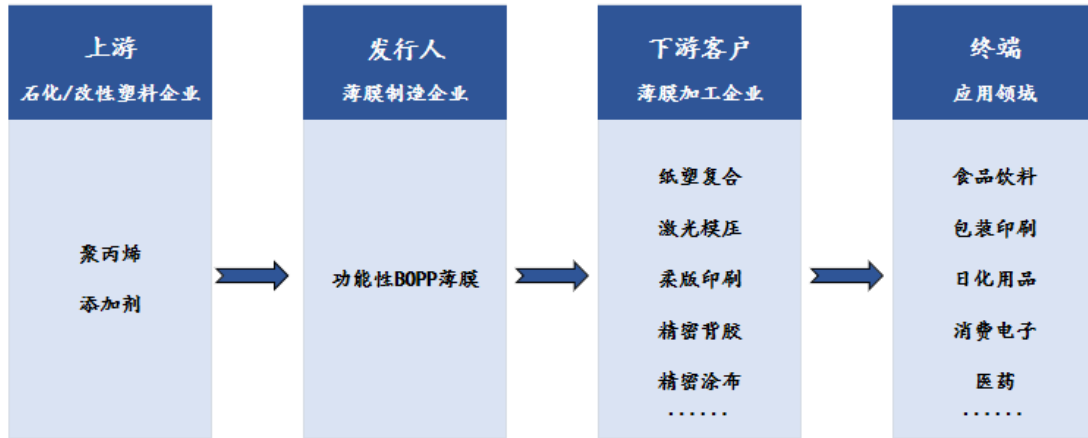 上游
石化/改性塑料企业
聚丙烯
添加剂
发行人
薄膜制造企业
功能性BOPP薄膜
下游客户
薄膜加工企业
纸塑复合
激光模压
柔版印刷
精密背胶
精密涂布
······
终端
应用领域
食品饮料
包装印刷
日化用品
消费电子
医药
······